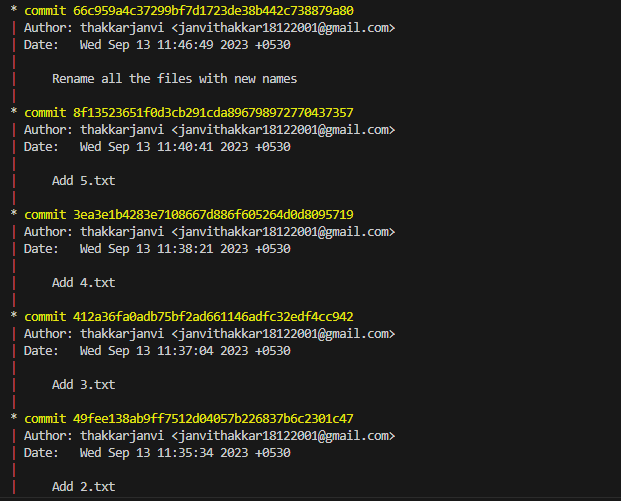 * commit 66c959a4c37299bf7d1723de38b442c738879a80
| Author: thakkarjanvi <janvithakkar18122001@gmail.com>
| Date:   Wed Sep 13 11:46:49 2023 +0530
|
|     Rename all the files with new names
|
* commit 8f13523651f0d3cb291cda896798972770437357
| Author: thakkarjanvi <janvithakkar18122001@gmail.com>
| Date:   Wed Sep 13 11:40:41 2023 +0530
|
|     Add 5.txt
|
* commit 3ea3e1b4283e7108667d886f605264d0d8095719
| Author: thakkarjanvi <janvithakkar18122001@gmail.com>
| Date:   Wed Sep 13 11:38:21 2023 +0530
|
|     Add 4.txt
|
* commit 412a36fa0adb75bf2ad661146adfc32edf4cc942
| Author: thakkarjanvi <janvithakkar18122001@gmail.com>
| Date:   Wed Sep 13 11:37:04 2023 +0530
|
|     Add 3.txt
|
* commit 49fee138ab9ff7512d04057b226837b6c2301c47
| Author: thakkarjanvi <janvithakkar18122001@gmail.com>
| Date:   Wed Sep 13 11:35:34 2023 +0530
|
|     Add 2.txt